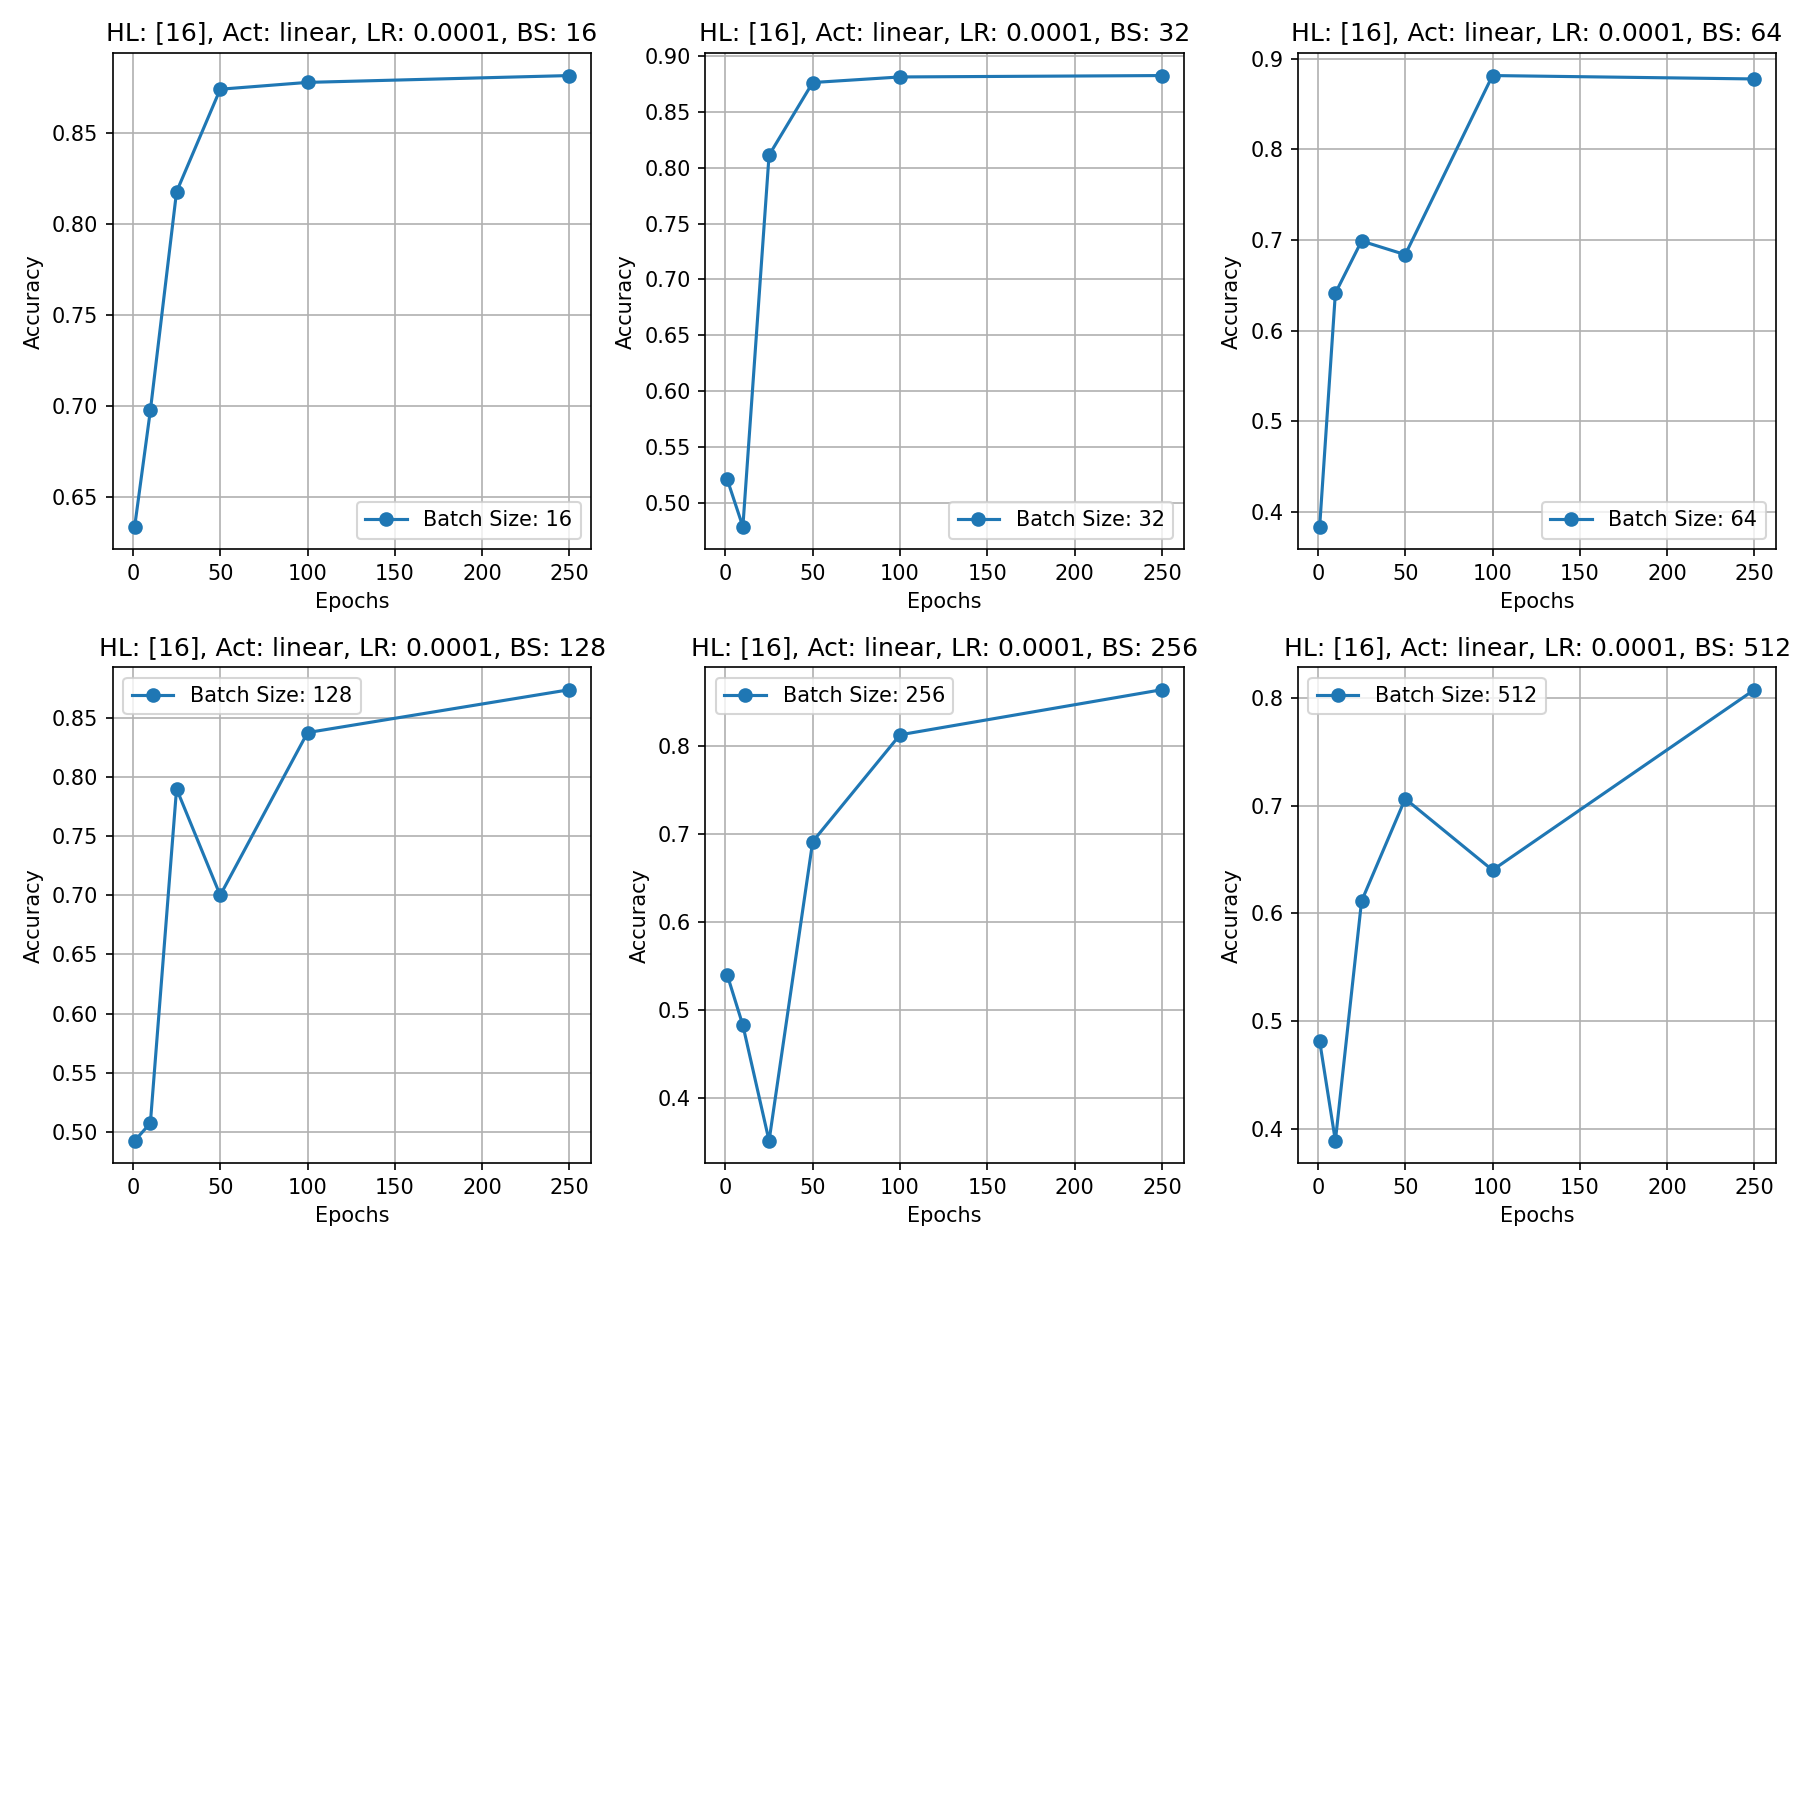 HL: [16], Act: linear, LR: 0.0001, BS: 16
Accuracy
0.85
0.80
0.75
0.70
0.65
Batch Size: 16
0 50 100 150 200 250
Epochs
HL: [16], Act: linear, LR: 0.0001, BS: 32
Accuracy
0.90
0.85
0.80
0.75
0.70
0.65
0.60
0.55
0.50
Batch Size: 32
0 50 100 150 200 250
Epochs
HL: [16], Act: linear, LR: 0.0001, BS: 64
Accuracy
0.9
0.8
0.7
0.6
0.5
0.4
Batch Size: 64
0 50 100 150 200 250
Epochs
HL: [16], Act: linear, LR: 0.0001, BS: 128
Batch Size: 128
Accuracy
0.85
0.80
0.75
0.70
0.65
0.60
0.55
0.50
0 50 100 150 200 250
Epochs
HL: [16], Act: linear, LR: 0.0001, BS: 256
Batch Size: 256
Accuracy
0.8
0.7
0.6
0.5
0.4
0 50 100 150 200 250
Epochs
HL: [16], Act: linear, LR: 0.0001, BS: 512
Batch Size: 512
Accuracy
0.8
0.7
0.6
0.5
0.4
0 50 100 150 200 250
Epochs